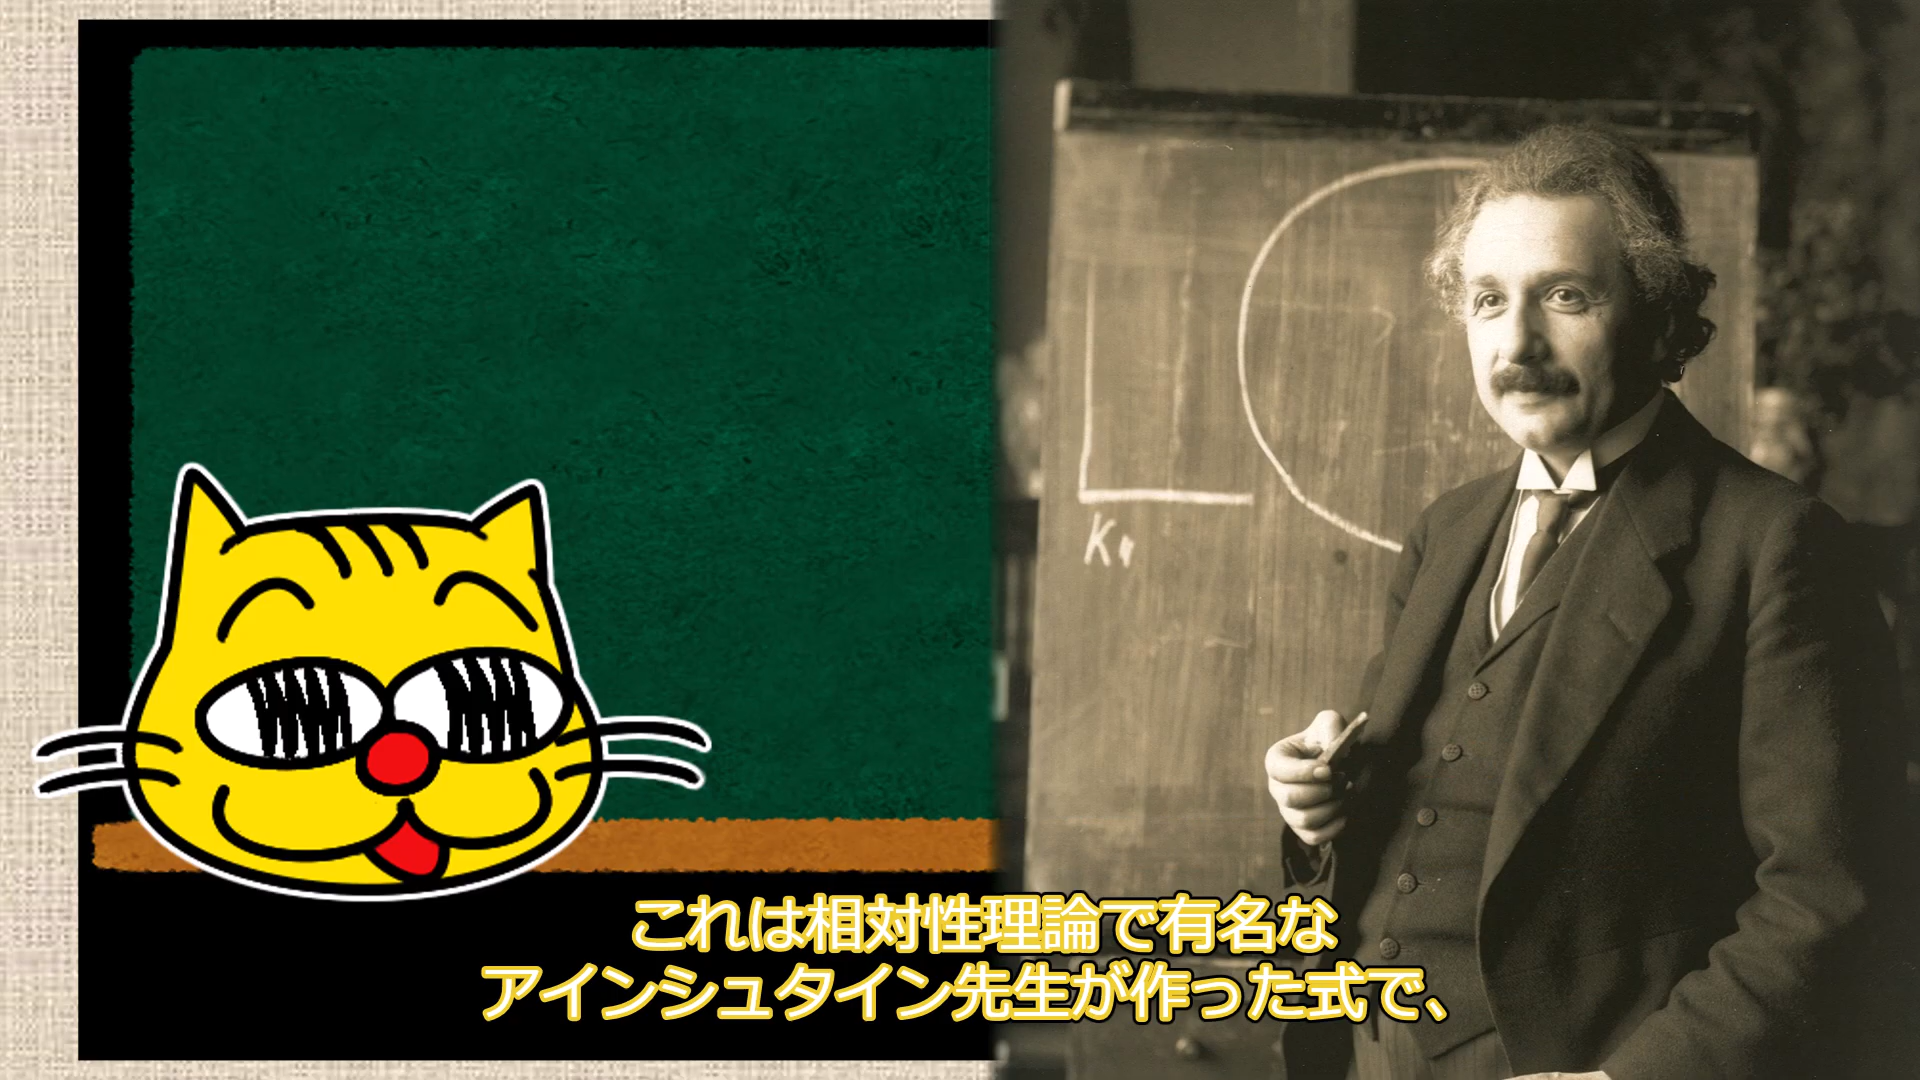 K
これは相対性理論で有名な
アインシュタイン先生が作った式で、